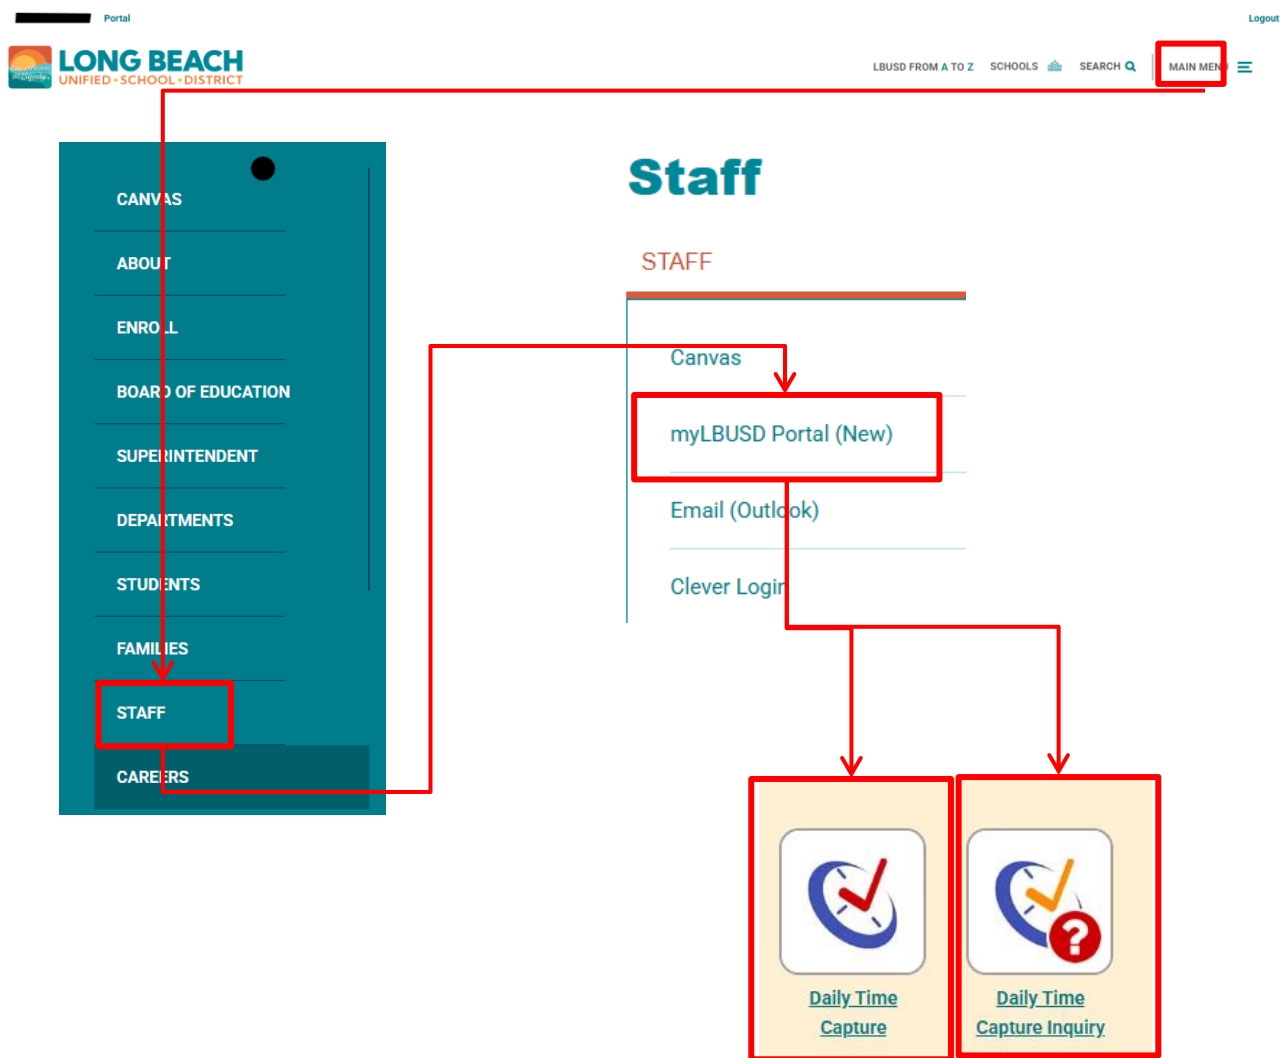 Portal
Logout
LONG BEACH
UNIFIED • SCHOOL • DISTRICT
LBUSD FROM A TO Z SCHOOLS SEARCH MAIN MENU
CANVAS
ABOUT
ENROLL
BOARD OF EDUCATION
SUPERINTENDENT
DEPARTMENTS
STUDENTS
FAMILIES
STAFF
CAREERS
Staff
STAFF
Canvas
myLBUSD Portal (New)
Email (Outlook)
Clever Login
Daily Time
Capture
Daily Time
Capture Inquiry